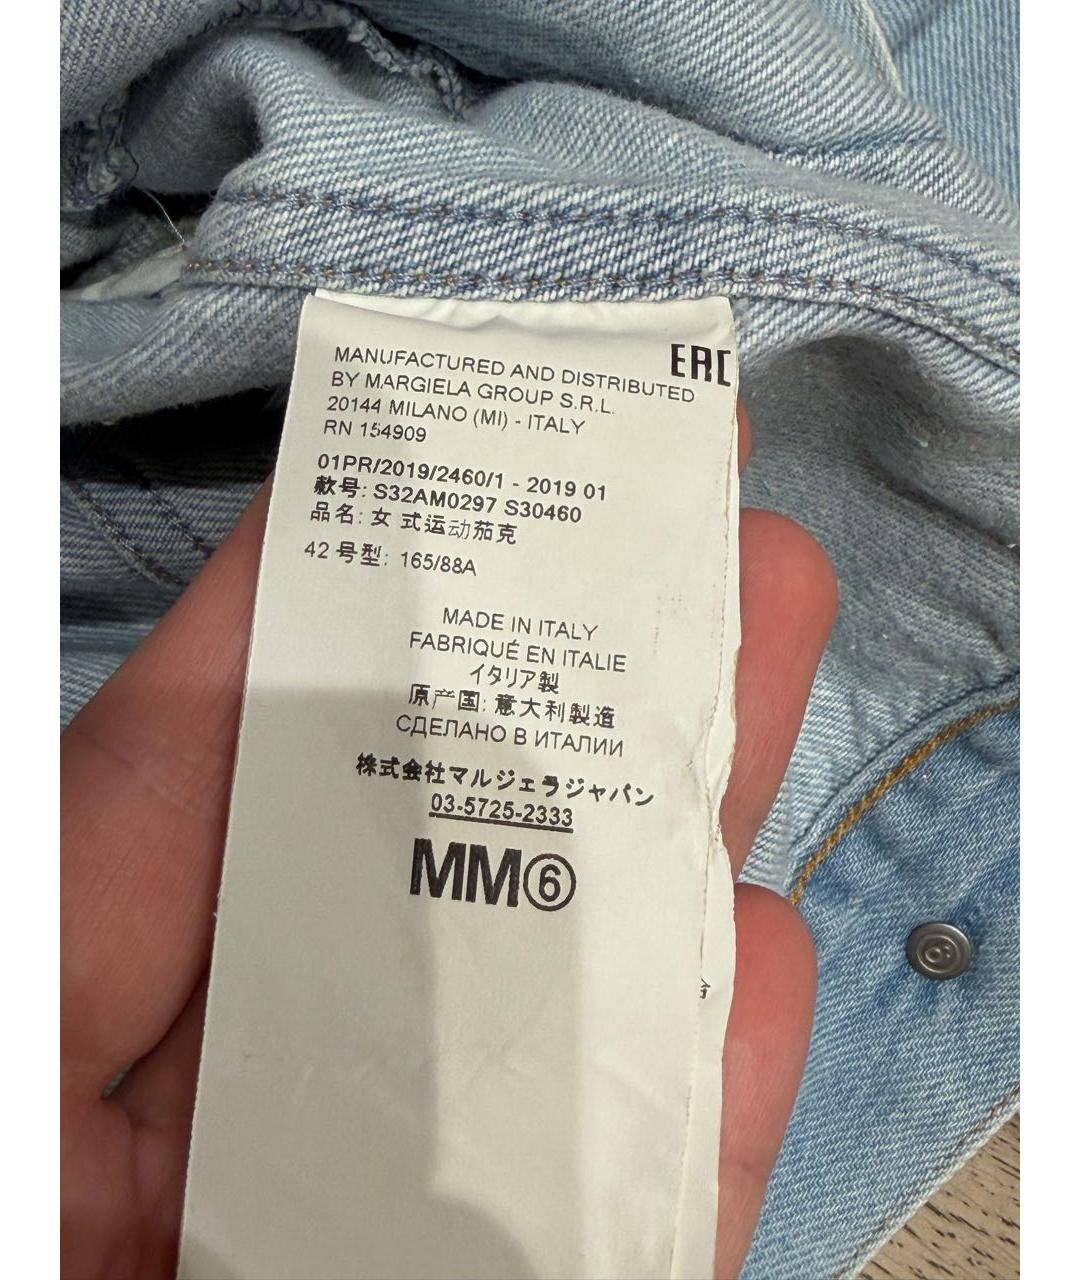 EAC
MANUFACTURED AND DISTRIBUTED
BY MARGIELA GROUP S.R.L.
20144 MILANO (MI) - ITALY
RN 154909
01PR/2019/2460/1 - 2019 01
款号: S32AM0297 S30460
品名: 女 式运动茄克
42 号型: 165/88A
MADE IN ITALY
FABRIQUÉ EN ITALIE
イタリア製
原产国: 意大利製造
СДЕЛАНО В ИТАЛИИ
株式会社マルジェラジャパン
03-5725-2333
MM⑥
6